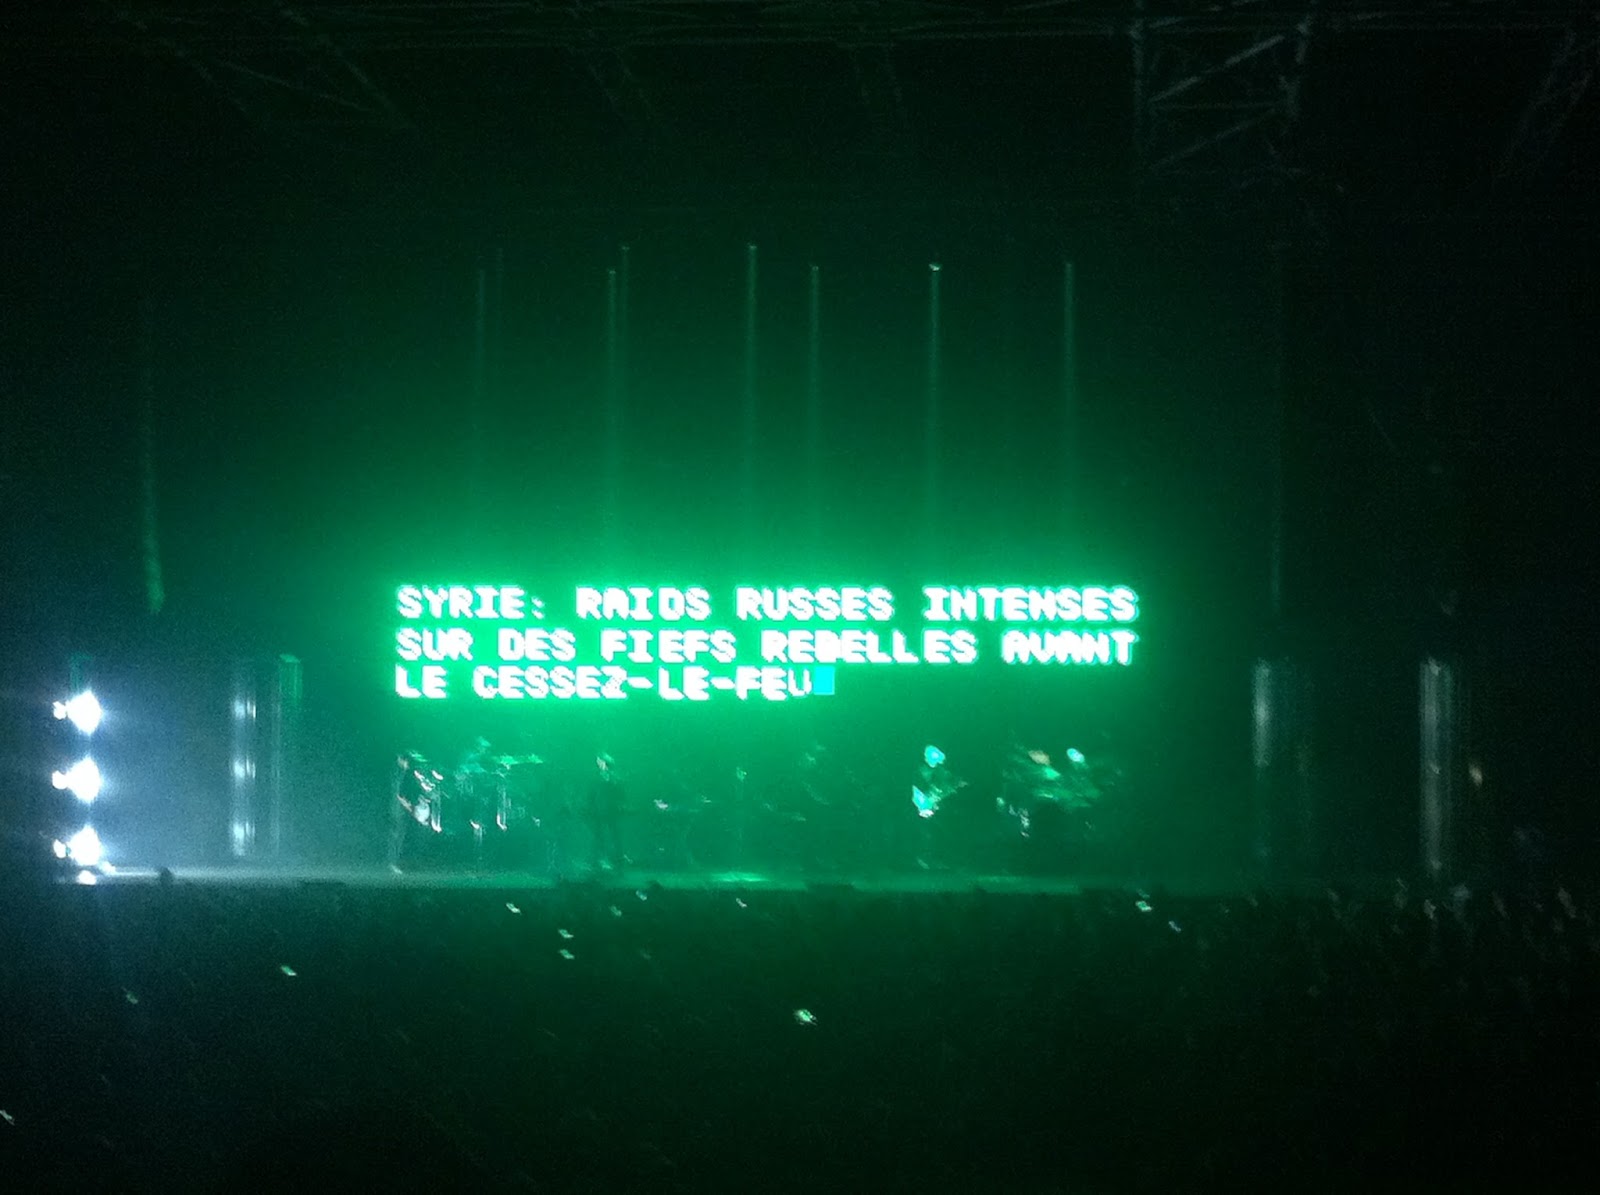 SYRIE: RAIDS RUSSES INTENSES
SUR DES FIEFS REBELLES AVANT
LE CESSEZ-LE-FEU